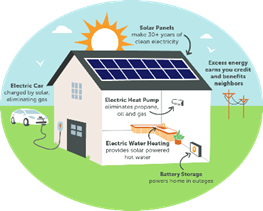 Solar Panels
make 30+ years of
clean electricity
Excess energy
earns you credit
and benefits
neighbors
Electric Car
charged by solar,
eliminating gas
Electric Heat Pump
eliminates propane,
oil and gas
Electric Water Heating
provides solar powered
hot water
Battery Storage
powers home in outages